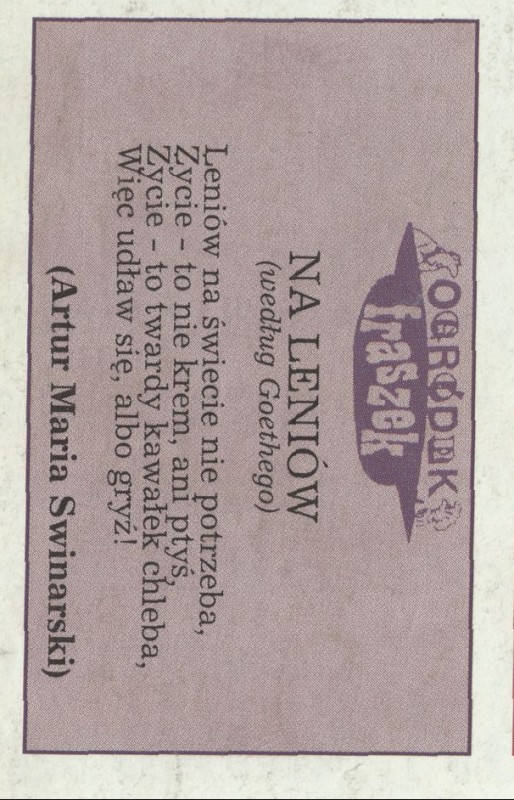 OGRÓDEK
fraszek
NA LENIÓW
(według Goethego)
Leniów na świecie nie potrzeba,
Życie - to nie krem, ani ptyś,
Życie - to twardy kawałek chleba,
Więc udław się, albo gryź!
(Artur Maria Swinarski)